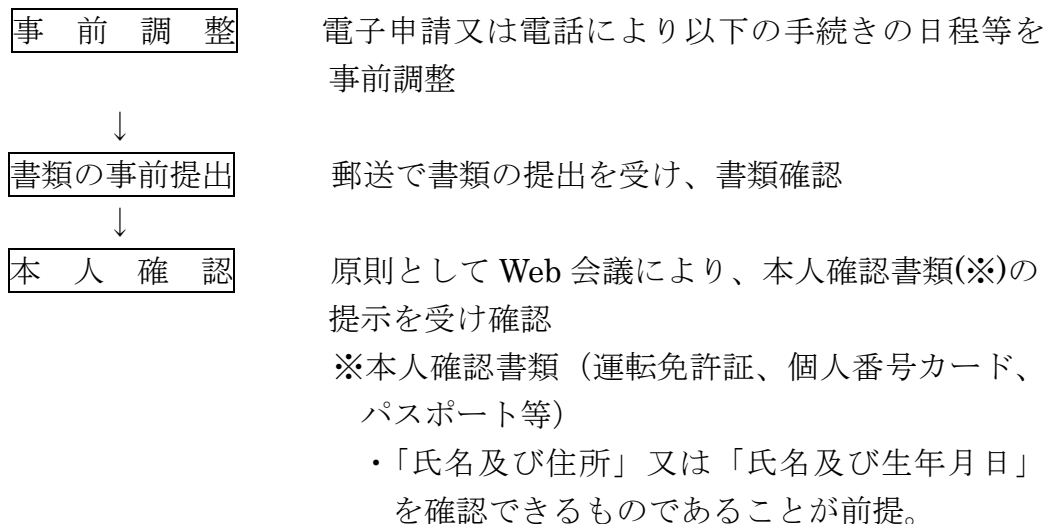 事前調整 電子申請又は電話により以下の手続きの日程等を
事前調整
↓
書類の事前提出 郵送で書類の提出を受け、書類確認
↓
本人確認 原則として Web 会議により、本人確認書類(※)の
提示を受け確認
※本人確認書類（運転免許証、個人番号カード、
パスポート等）
・「氏名及び住所」又は「氏名及び生年月日」
を確認できるものであることが前提。